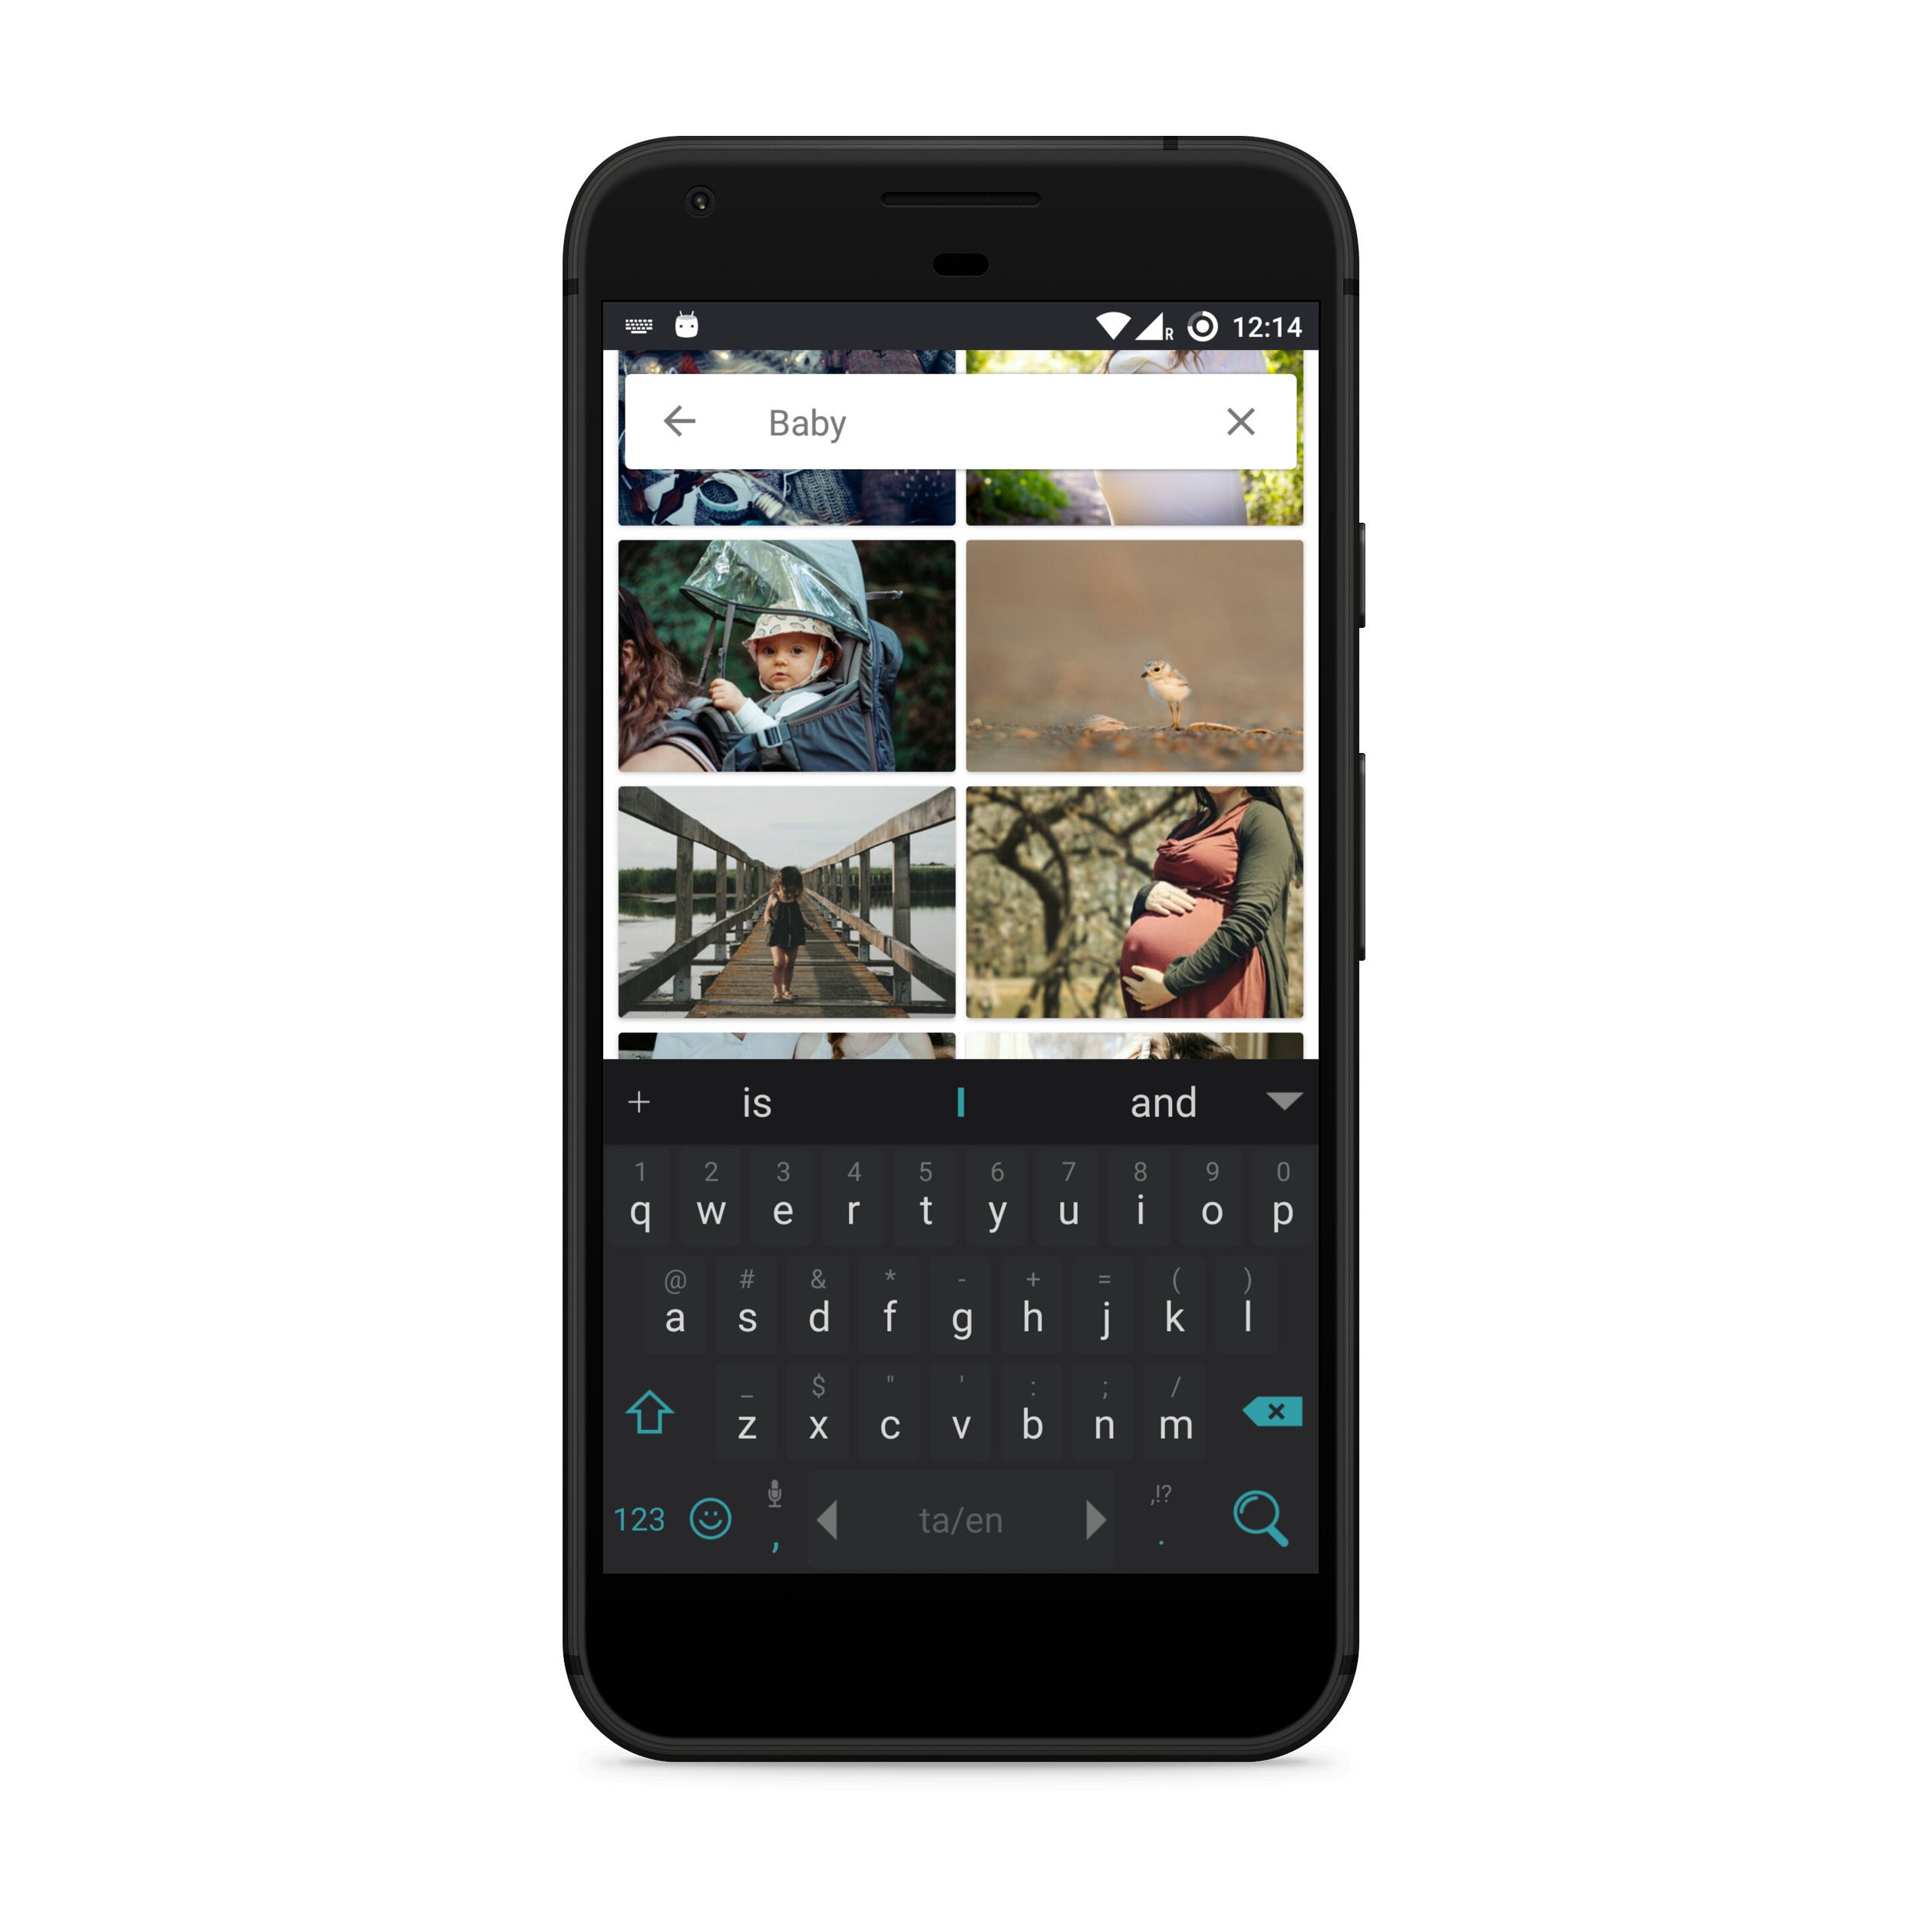 R 12:14
Baby
is I and
1 2 3 4 5 6 7 8 9 0
q w e r t y u i o p
@ # & * - + = ( )
a s d f g h j k l
_ $ " ' : ; /
z x c v b n m
,!?
123 , ta/en .